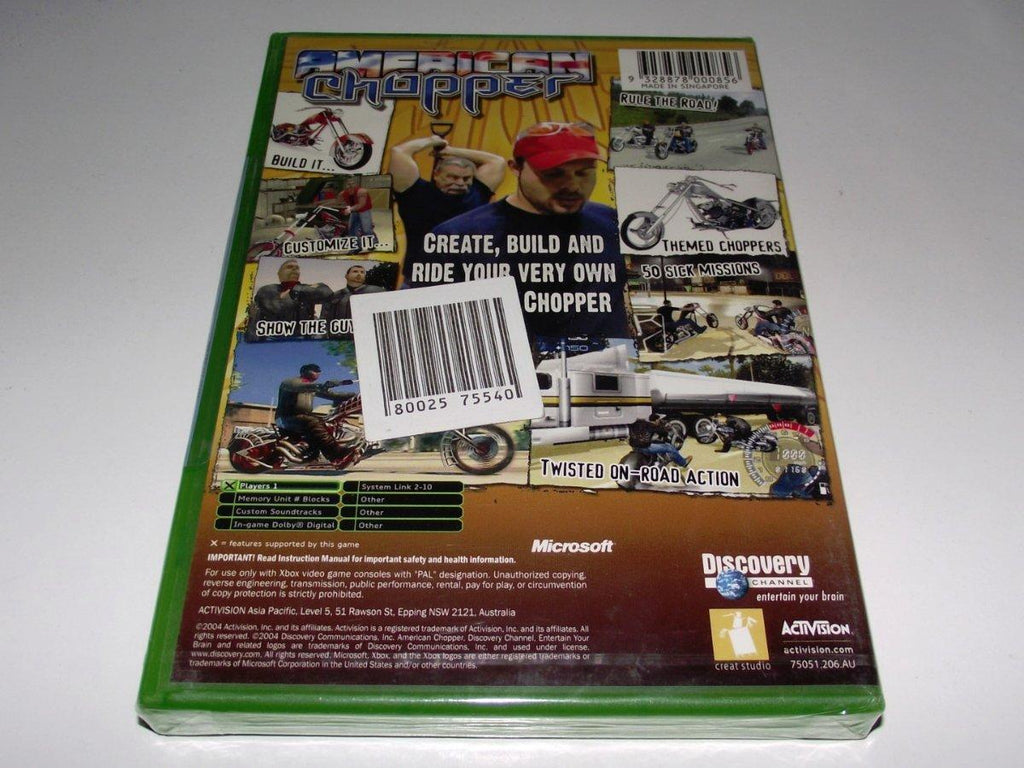 AMERICAN
Chopper
9 328878 000856
MADE IN SINGAPORE
RULE THE ROAD!
BUILD IT...
CUSTOMIZE IT...
THEMED CHOPPERS
CREATE, BUILD AND
RIDE YOUR VERY OWN
CHOPPER
50 SICK MISSIONS
SHOW THE
80025 75540
TWISTED ON-ROAD ACTION
X Players 1
System Link 2-10
Memory Unit # Blocks
Other
Custom Soundtracks
Other
In-game Dolby® Digital
Other
X = features supported by this game
IMPORTANT! Read Instruction Manual for important safety and health information.
Microsoft
For use only with Xbox video game consoles with "PAL" designation. Unauthorized copying,
reverse engineering, transmission, public performance, rental, pay for play, or circumvention
of copy protection is strictly prohibited.
Discovery
CHANNEL
entertain your brain
ACTIVISION Asia Pacific, Level 5, 51 Rawson St, Epping NSW 2121, Australia
©2004 Activision, Inc. and its affiliates. Activision is a registered trademark of Activision, Inc. and its affiliates. All
rights reserved. ©2004 Discovery Communications, Inc. American Chopper, Discovery Channel, Entertain Your
Brain and related logos are trademarks of Discovery Communications, Inc. and used under license.
www.discovery.com. All rights reserved. Microsoft, Xbox, and the Xbox logos are either registered trademarks or
trademarks of Microsoft Corporation in the United States and/or other countries.
creat studio
ACTIVISION.
activision.com
75051.206.AU